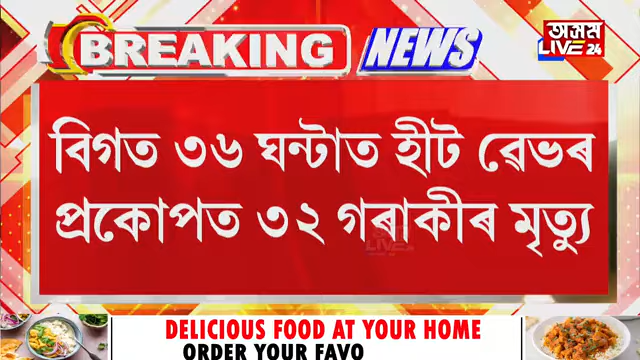 BREAKING NEWS
অসম
LIVE 24
বিগত ৩৬ ঘন্টাত হীট ৱেভৰ
প্ৰকোপত ৩২ গৰাকীৰ মৃত্যু
DELICIOUS FOOD AT YOUR HOME
ORDER YOUR FAVO